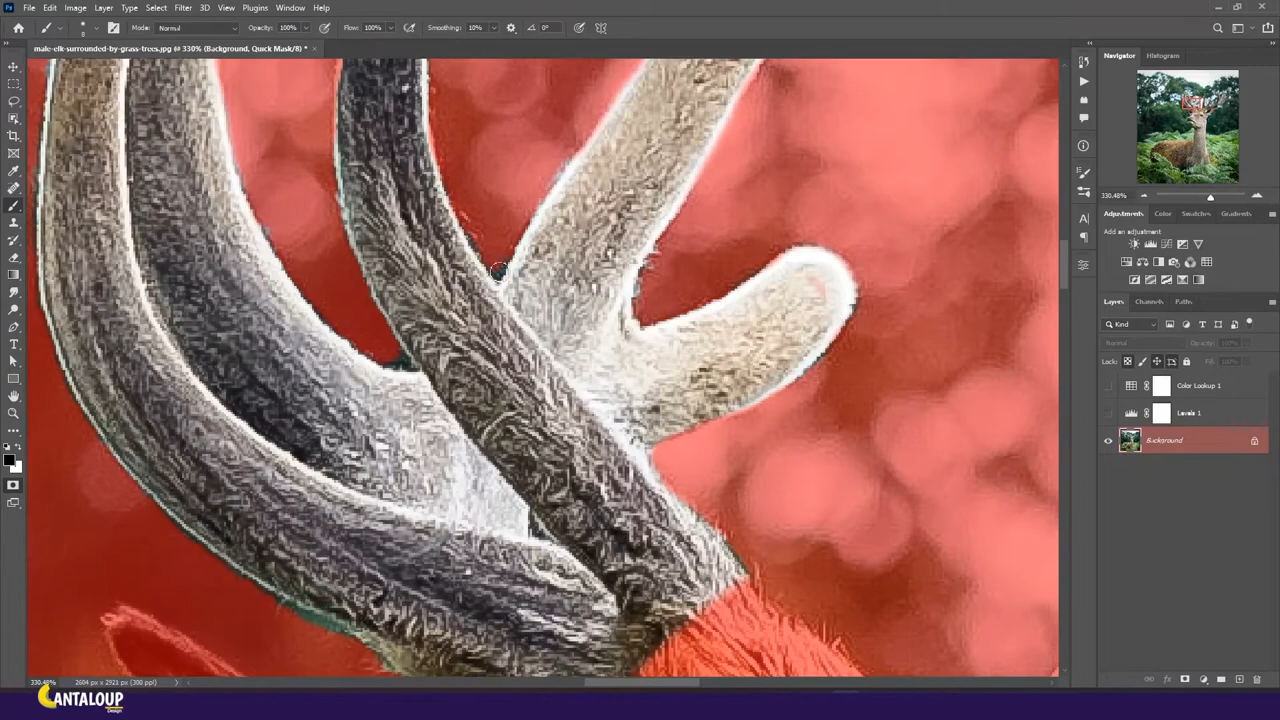 File Edit Image Layer Type Select Filter 3D View Plugins Window Help
8 Mode: Normal Opacity: 100% Flow: 100% Smoothing: 10% 0°
male-elk-surrounded-by-grass-trees.jpg @ 330% (Background, Quick Mask/8) *
Navigator Histogram
330.48%
Adjustments Color Swatches Gradients
Add an adjustment
Layers Channels Paths
Kind
Normal Opacity: 100%
Lock: Fill: 100%
Color Lookup 1
Levels 1
Background
330.48% 2604 px x 2921 px (300 ppi)
CANTALOUP
Design